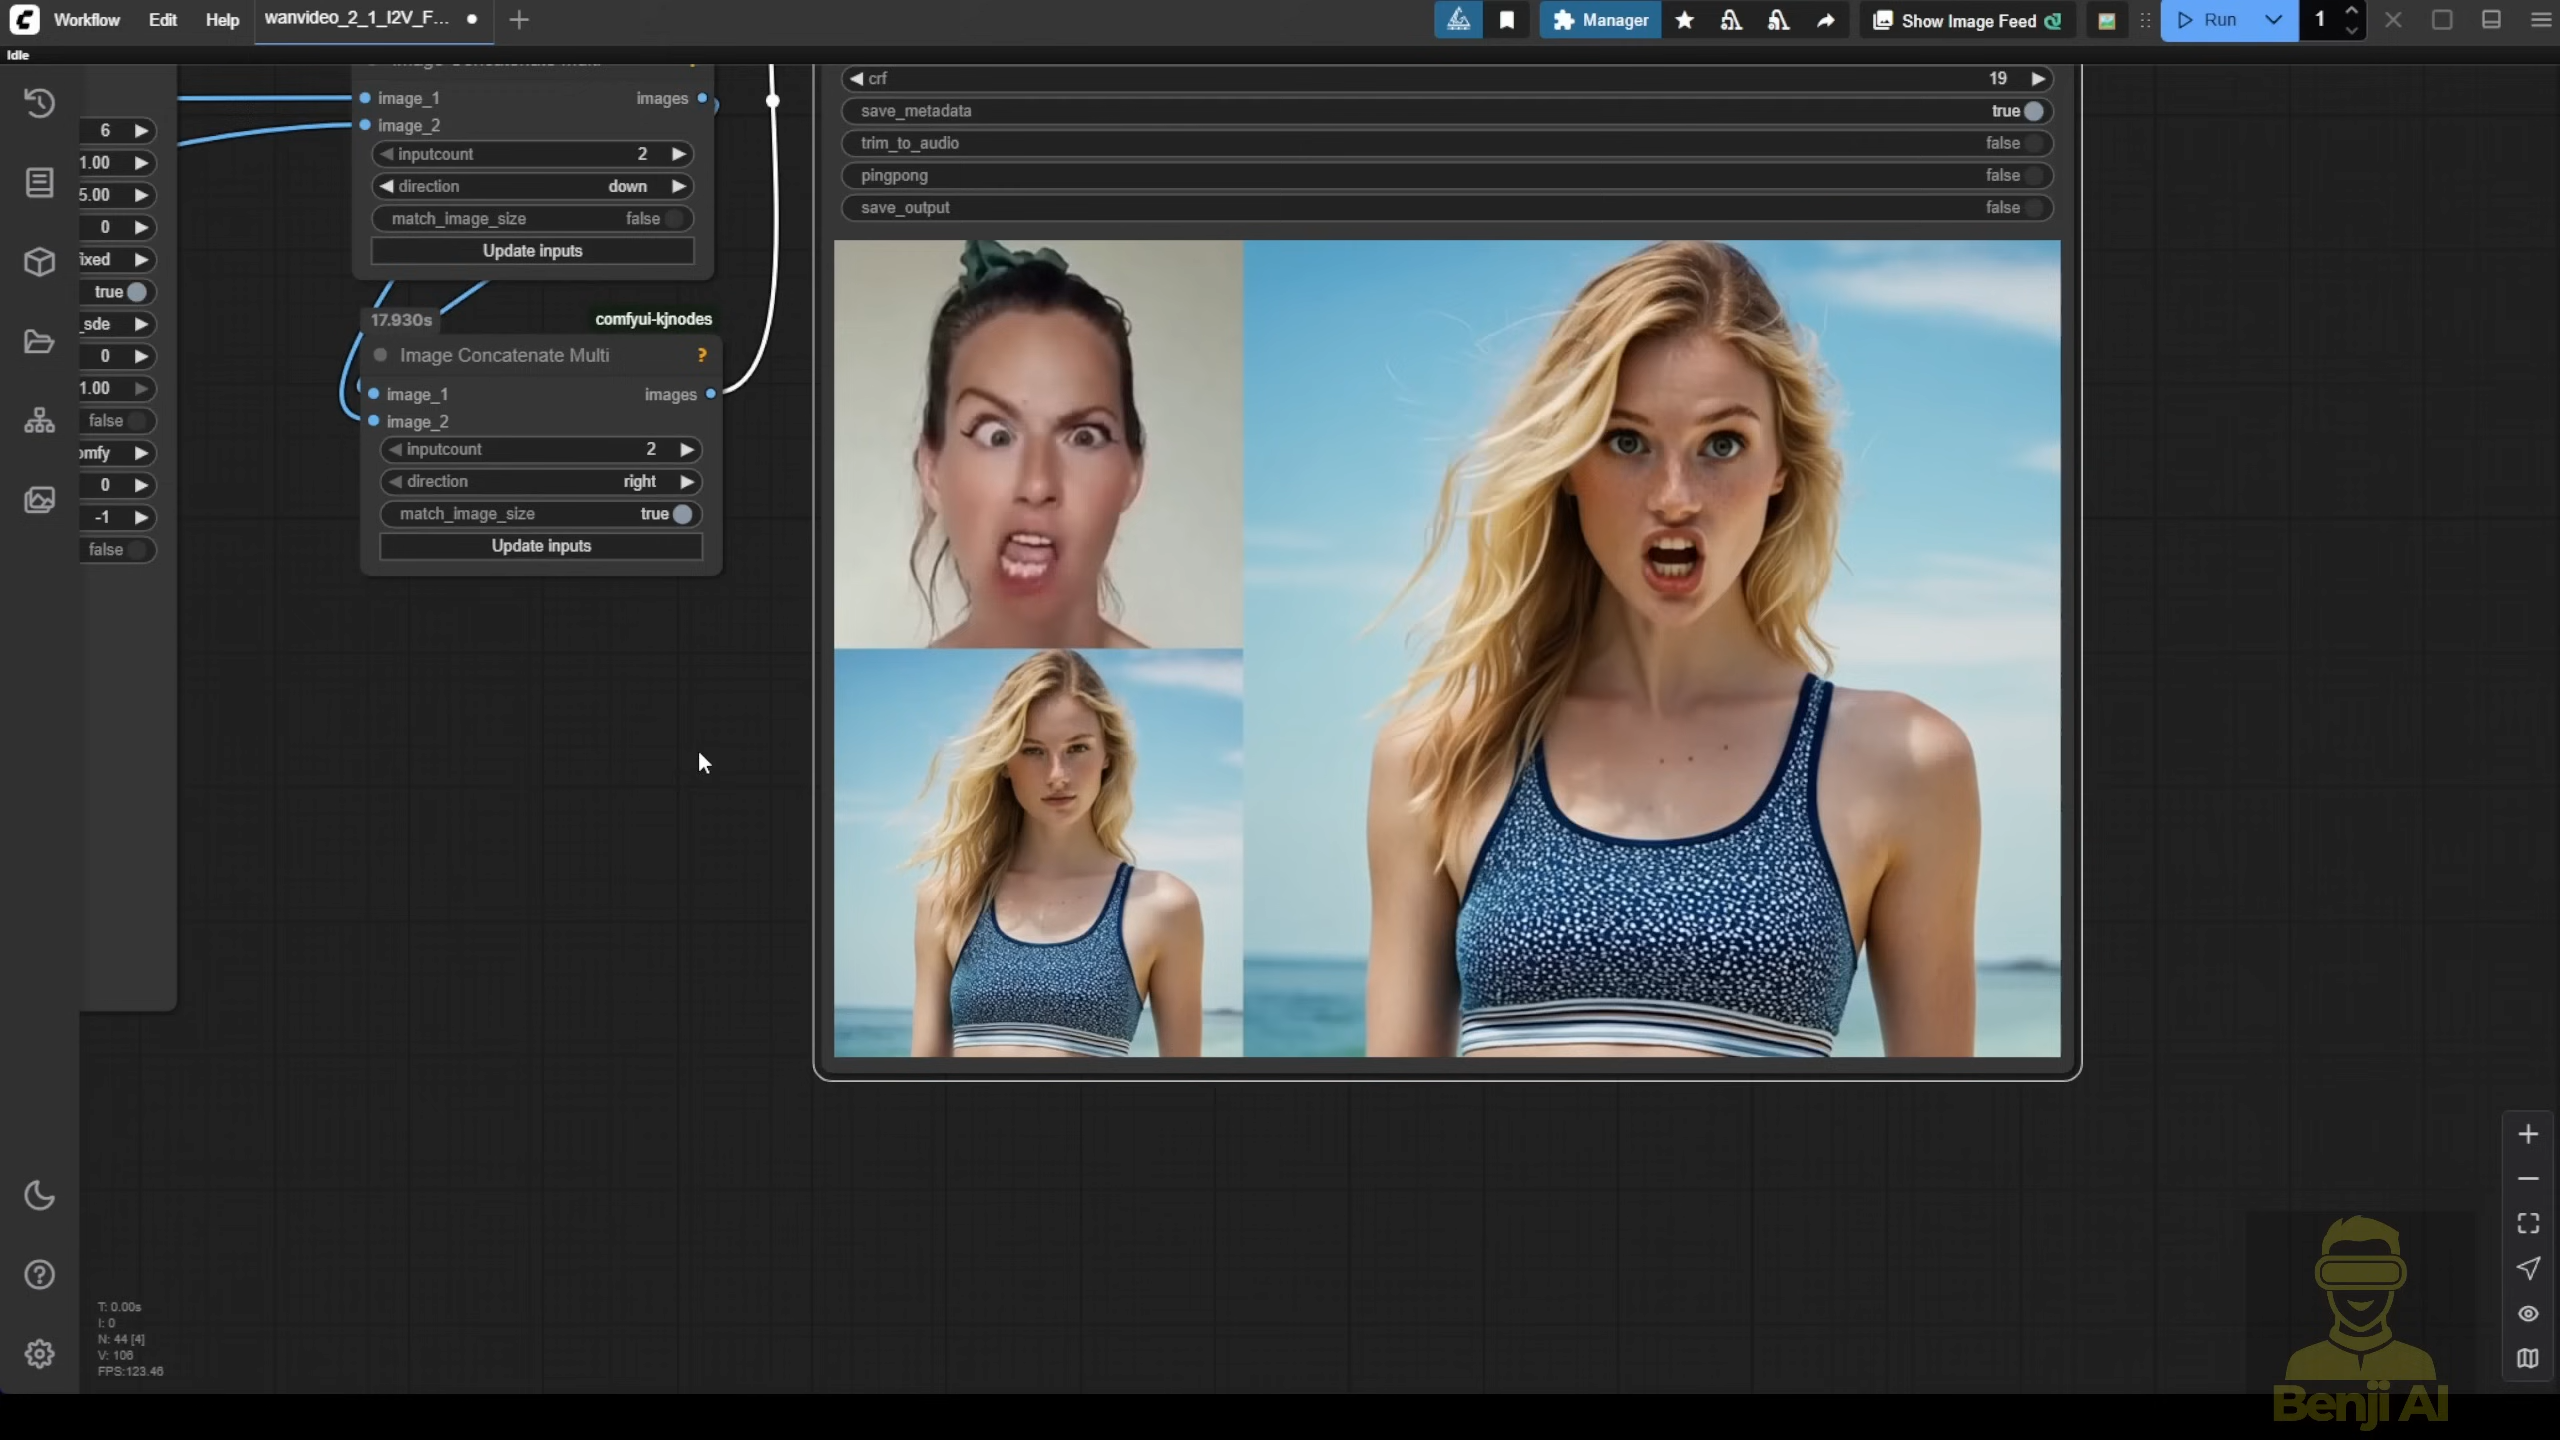 Workflow
Edit
Help
wanvideo_2_1_I2V_F...
Manager
Show Image Feed
Run
1
Idle
6
1.00
5.00
0
ixed
true
_sde
0
1.00
false
omfy
0
-1
false
image_1
images
image_2
inputcount
2
direction
down
match_image_size
false
Update inputs
17.930s
comfyui-kjnodes
Image Concatenate Multi
?
image_1
images
image_2
inputcount
2
direction
right
match_image_size
true
Update inputs
crf
19
save_metadata
true
trim_to_audio
false
pingpong
false
save_output
false
T: 0.00s
I: 0
N: 44 [4]
V: 106
FPS:123.46
Benji AI